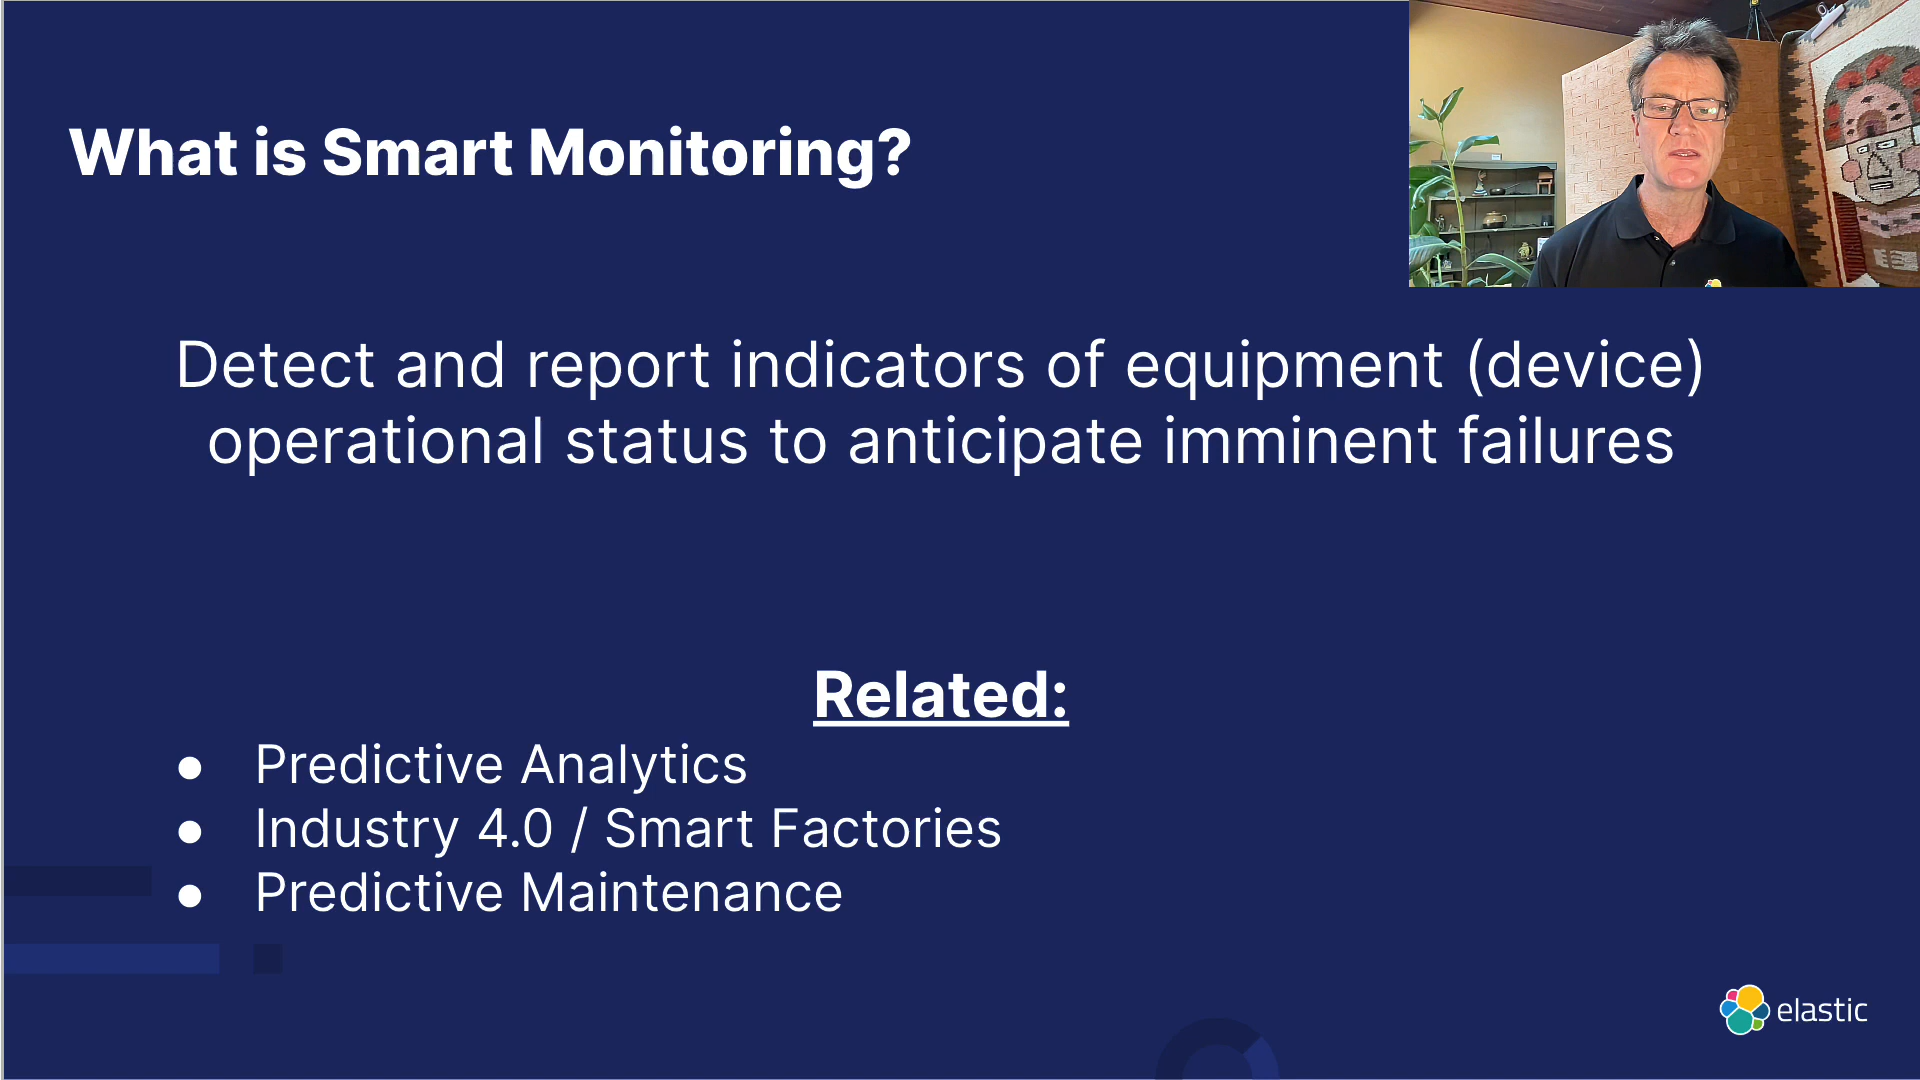 What is Smart Monitoring?
Detect and report indicators of equipment (device)
operational status to anticipate imminent failures
Related:
● Predictive Analytics
● Industry 4.0 / Smart Factories
● Predictive Maintenance
elastic